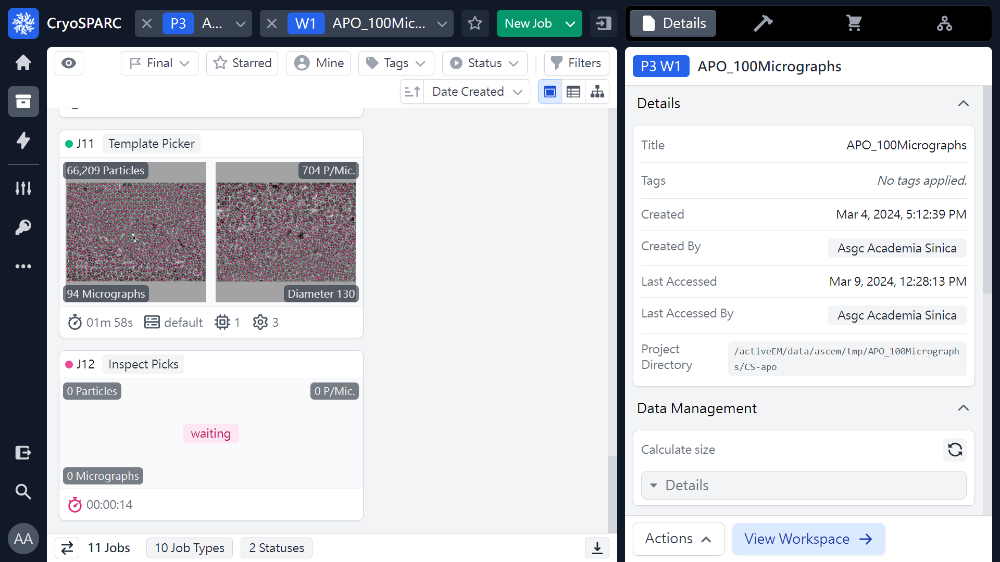 CryoSPARC
P3 A...
W1 APO_100Mic...
New Job
Details
Final
Starred
Mine
Tags
Status
Filters
Date Created
J11 Template Picker
66,209 Particles
704 P/Mic.
94 Micrographs
Diameter 130
01m 58s default 1 3
J12 Inspect Picks
0 Particles
0 P/Mic.
waiting
0 Micrographs
00:00:14
AA
11 Jobs
10 Job Types
2 Statuses
P3 W1 APO_100Micrographs
Details
Title APO_100Micrographs
Tags No tags applied.
Created Mar 4, 2024, 5:12:39 PM
Created By Asgc Academia Sinica
Last Accessed Mar 9, 2024, 12:28:13 PM
Last Accessed By Asgc Academia Sinica
Project
Directory
/activeEM/data/ascem/tmp/APO_100Micrograph
s/CS-apo
Data Management
Calculate size
Details
Actions
View Workspace